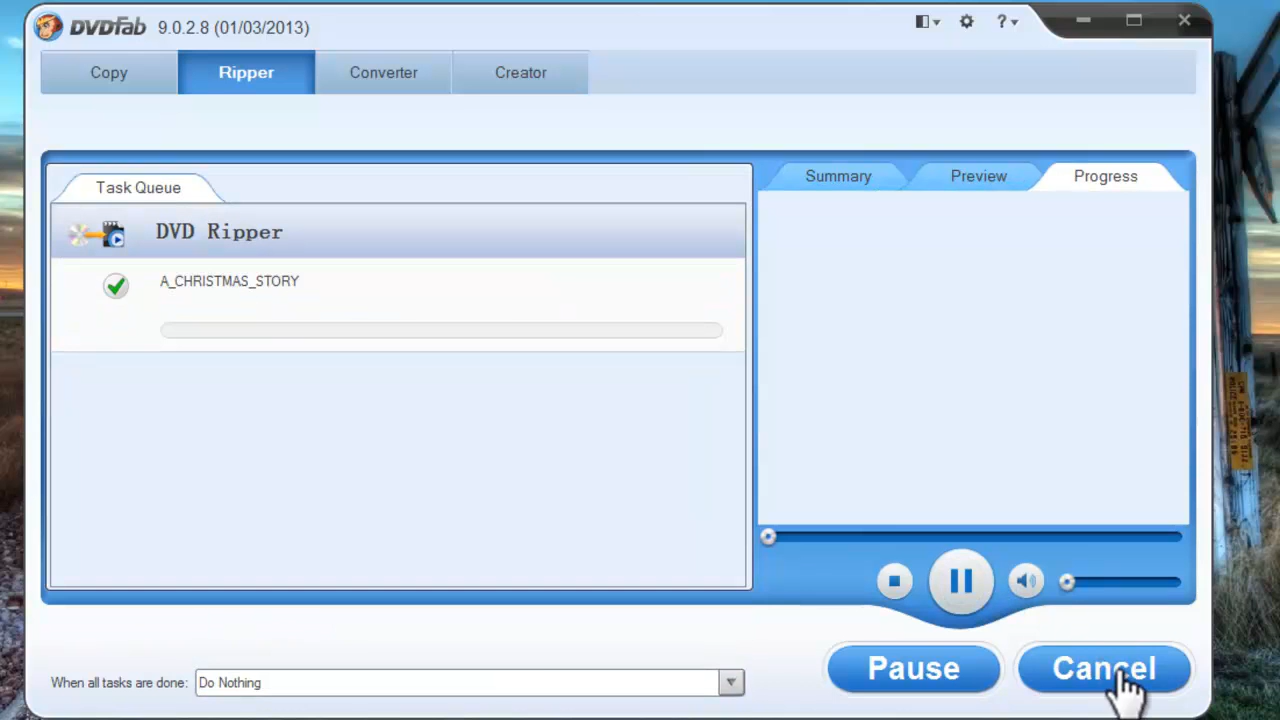 DVDFab 9.0.2.8 (01/03/2013)
?
Copy
Ripper
Converter
Creator
Task Queue
Summary
Preview
Progress
DVD Ripper
A_CHRISTMAS_STORY
Pause
Cancel
When all tasks are done: Do Nothing